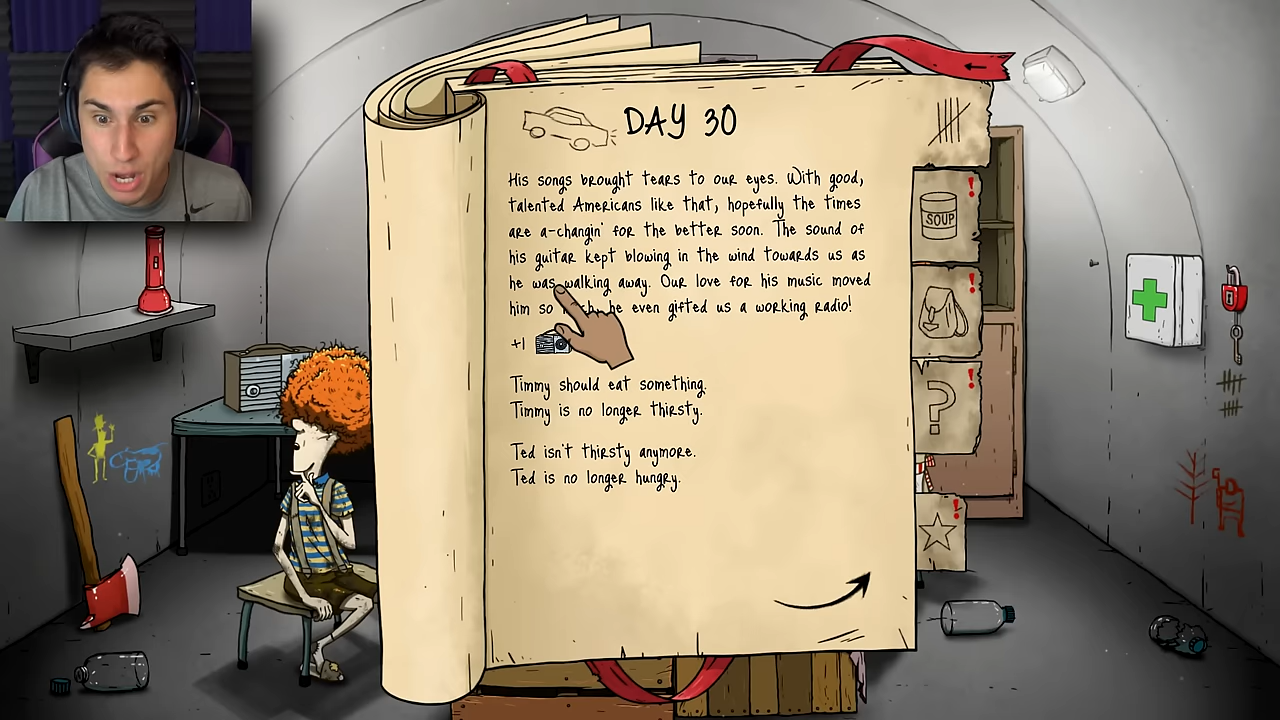 DAY 30
His songs brought tears to our eyes. With good,
talented Americans like that, hopefully the times
are a-changin' for the better soon. The sound of
his guitar kept blowing in the wind towards us as
he was walking away. Our love for his music moved
him so he even gifted us a working radio!
+1
Timmy should eat something.
Timmy is no longer thirsty.
Ted isn't thirsty anymore.
Ted is no longer hungry.
!
SOUP
!
!
?
!